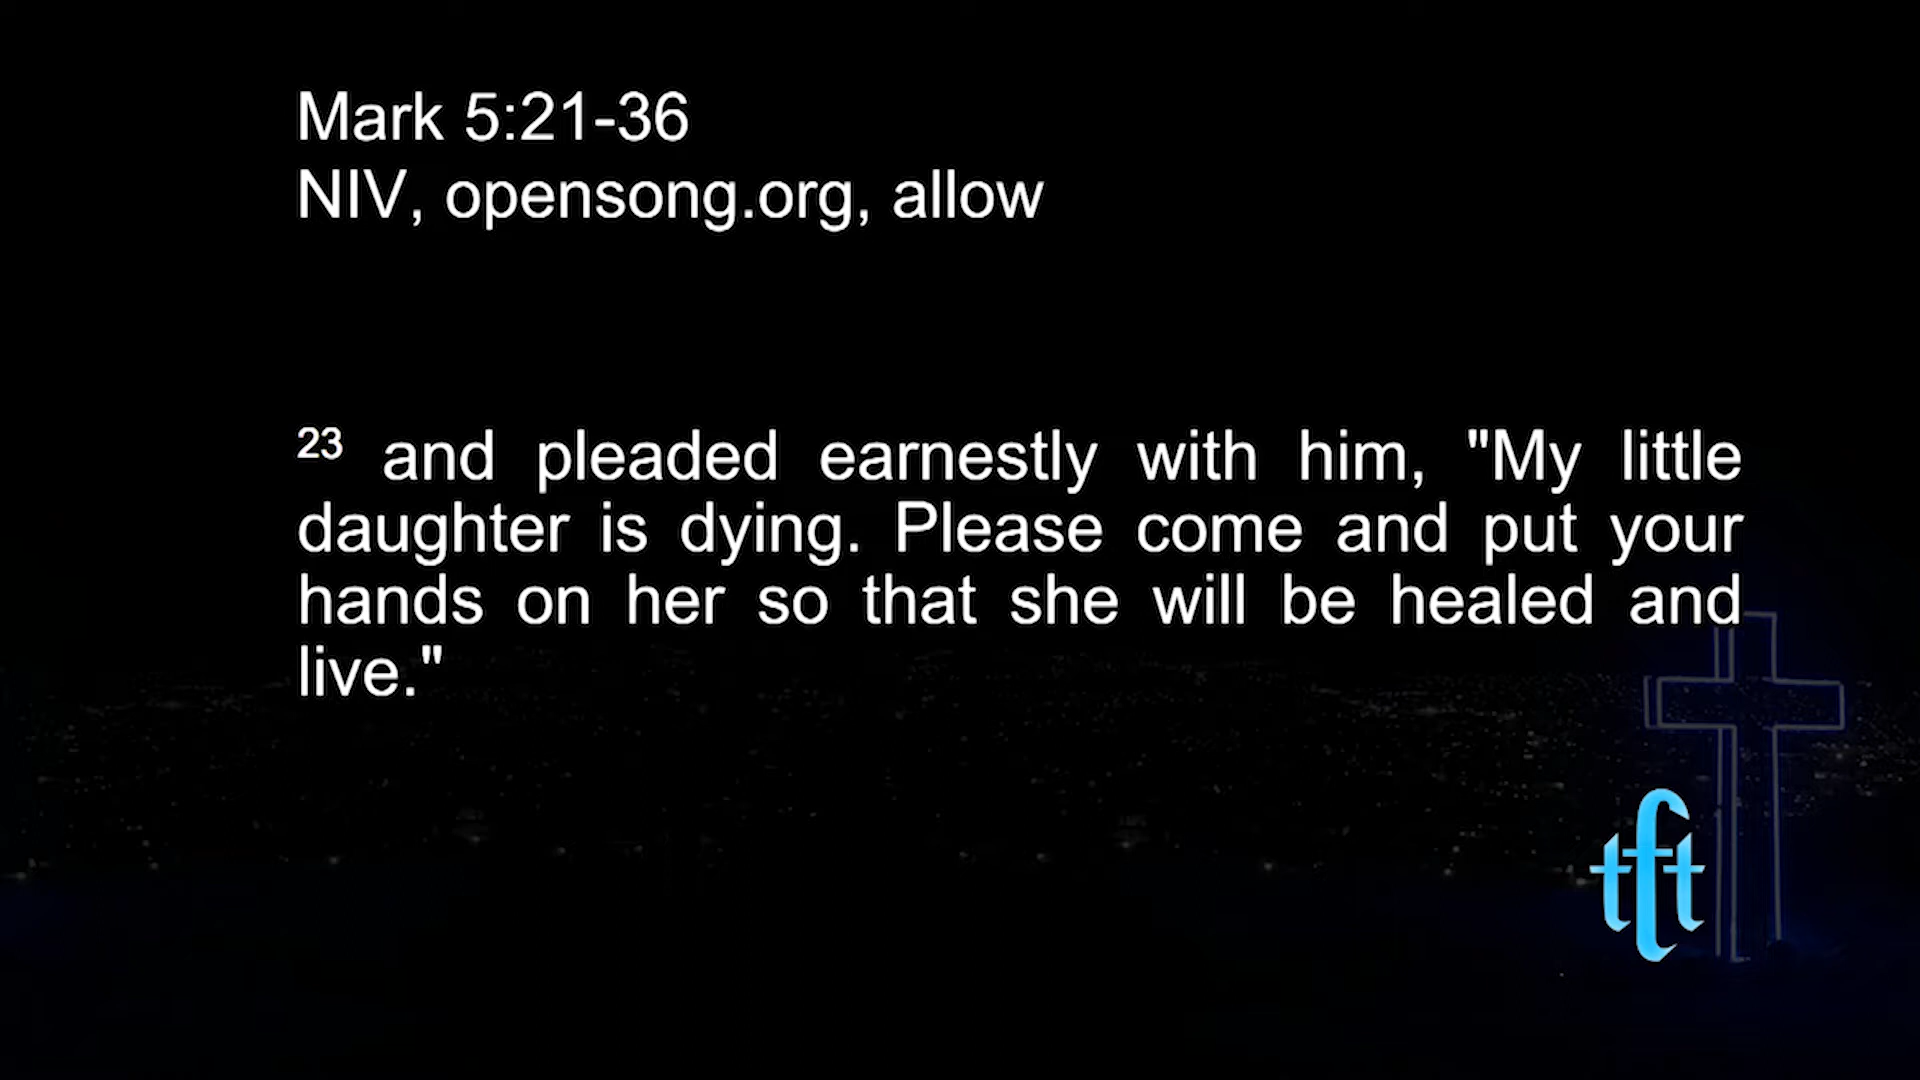 Mark 5:21-36
NIV, opensong.org, allow
23 and pleaded earnestly with him, "My little
daughter is dying. Please come and put your
hands on her so that she will be healed and
live."
tft